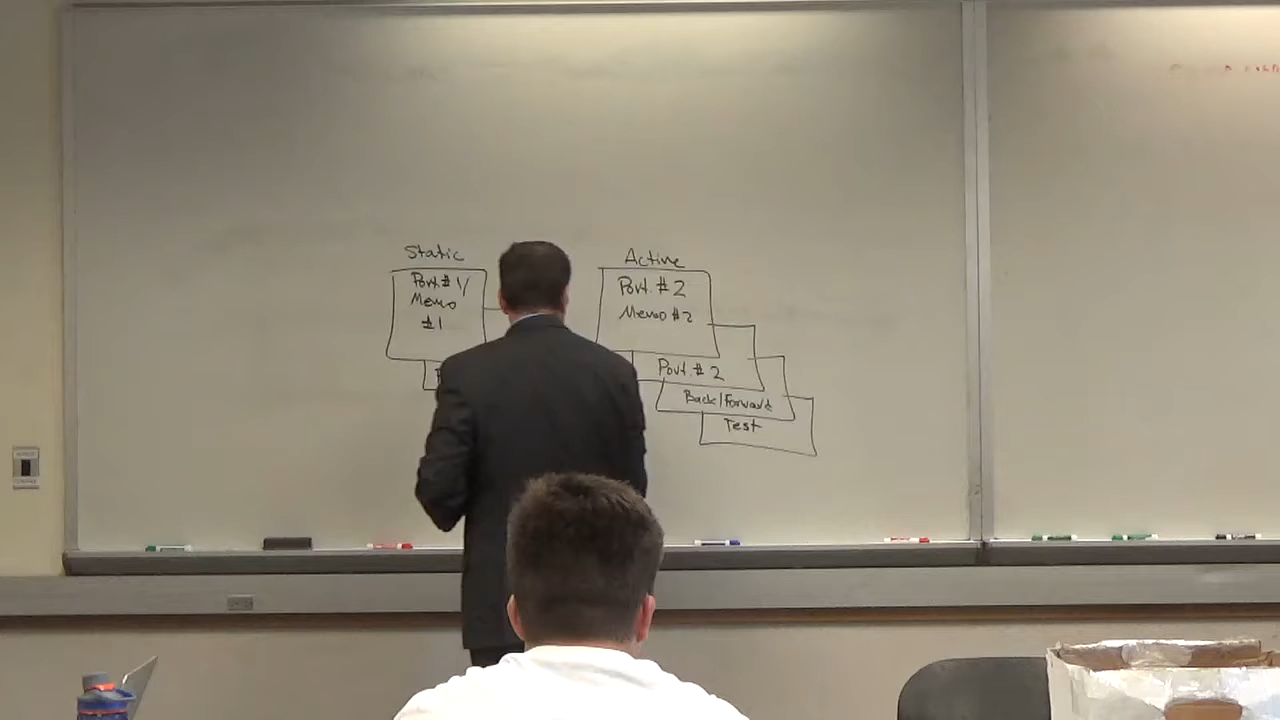 Static
Port. #1/
Memo
#1
Active
Port. #2
Memo #2
Port. #2
Back/Forward
Test